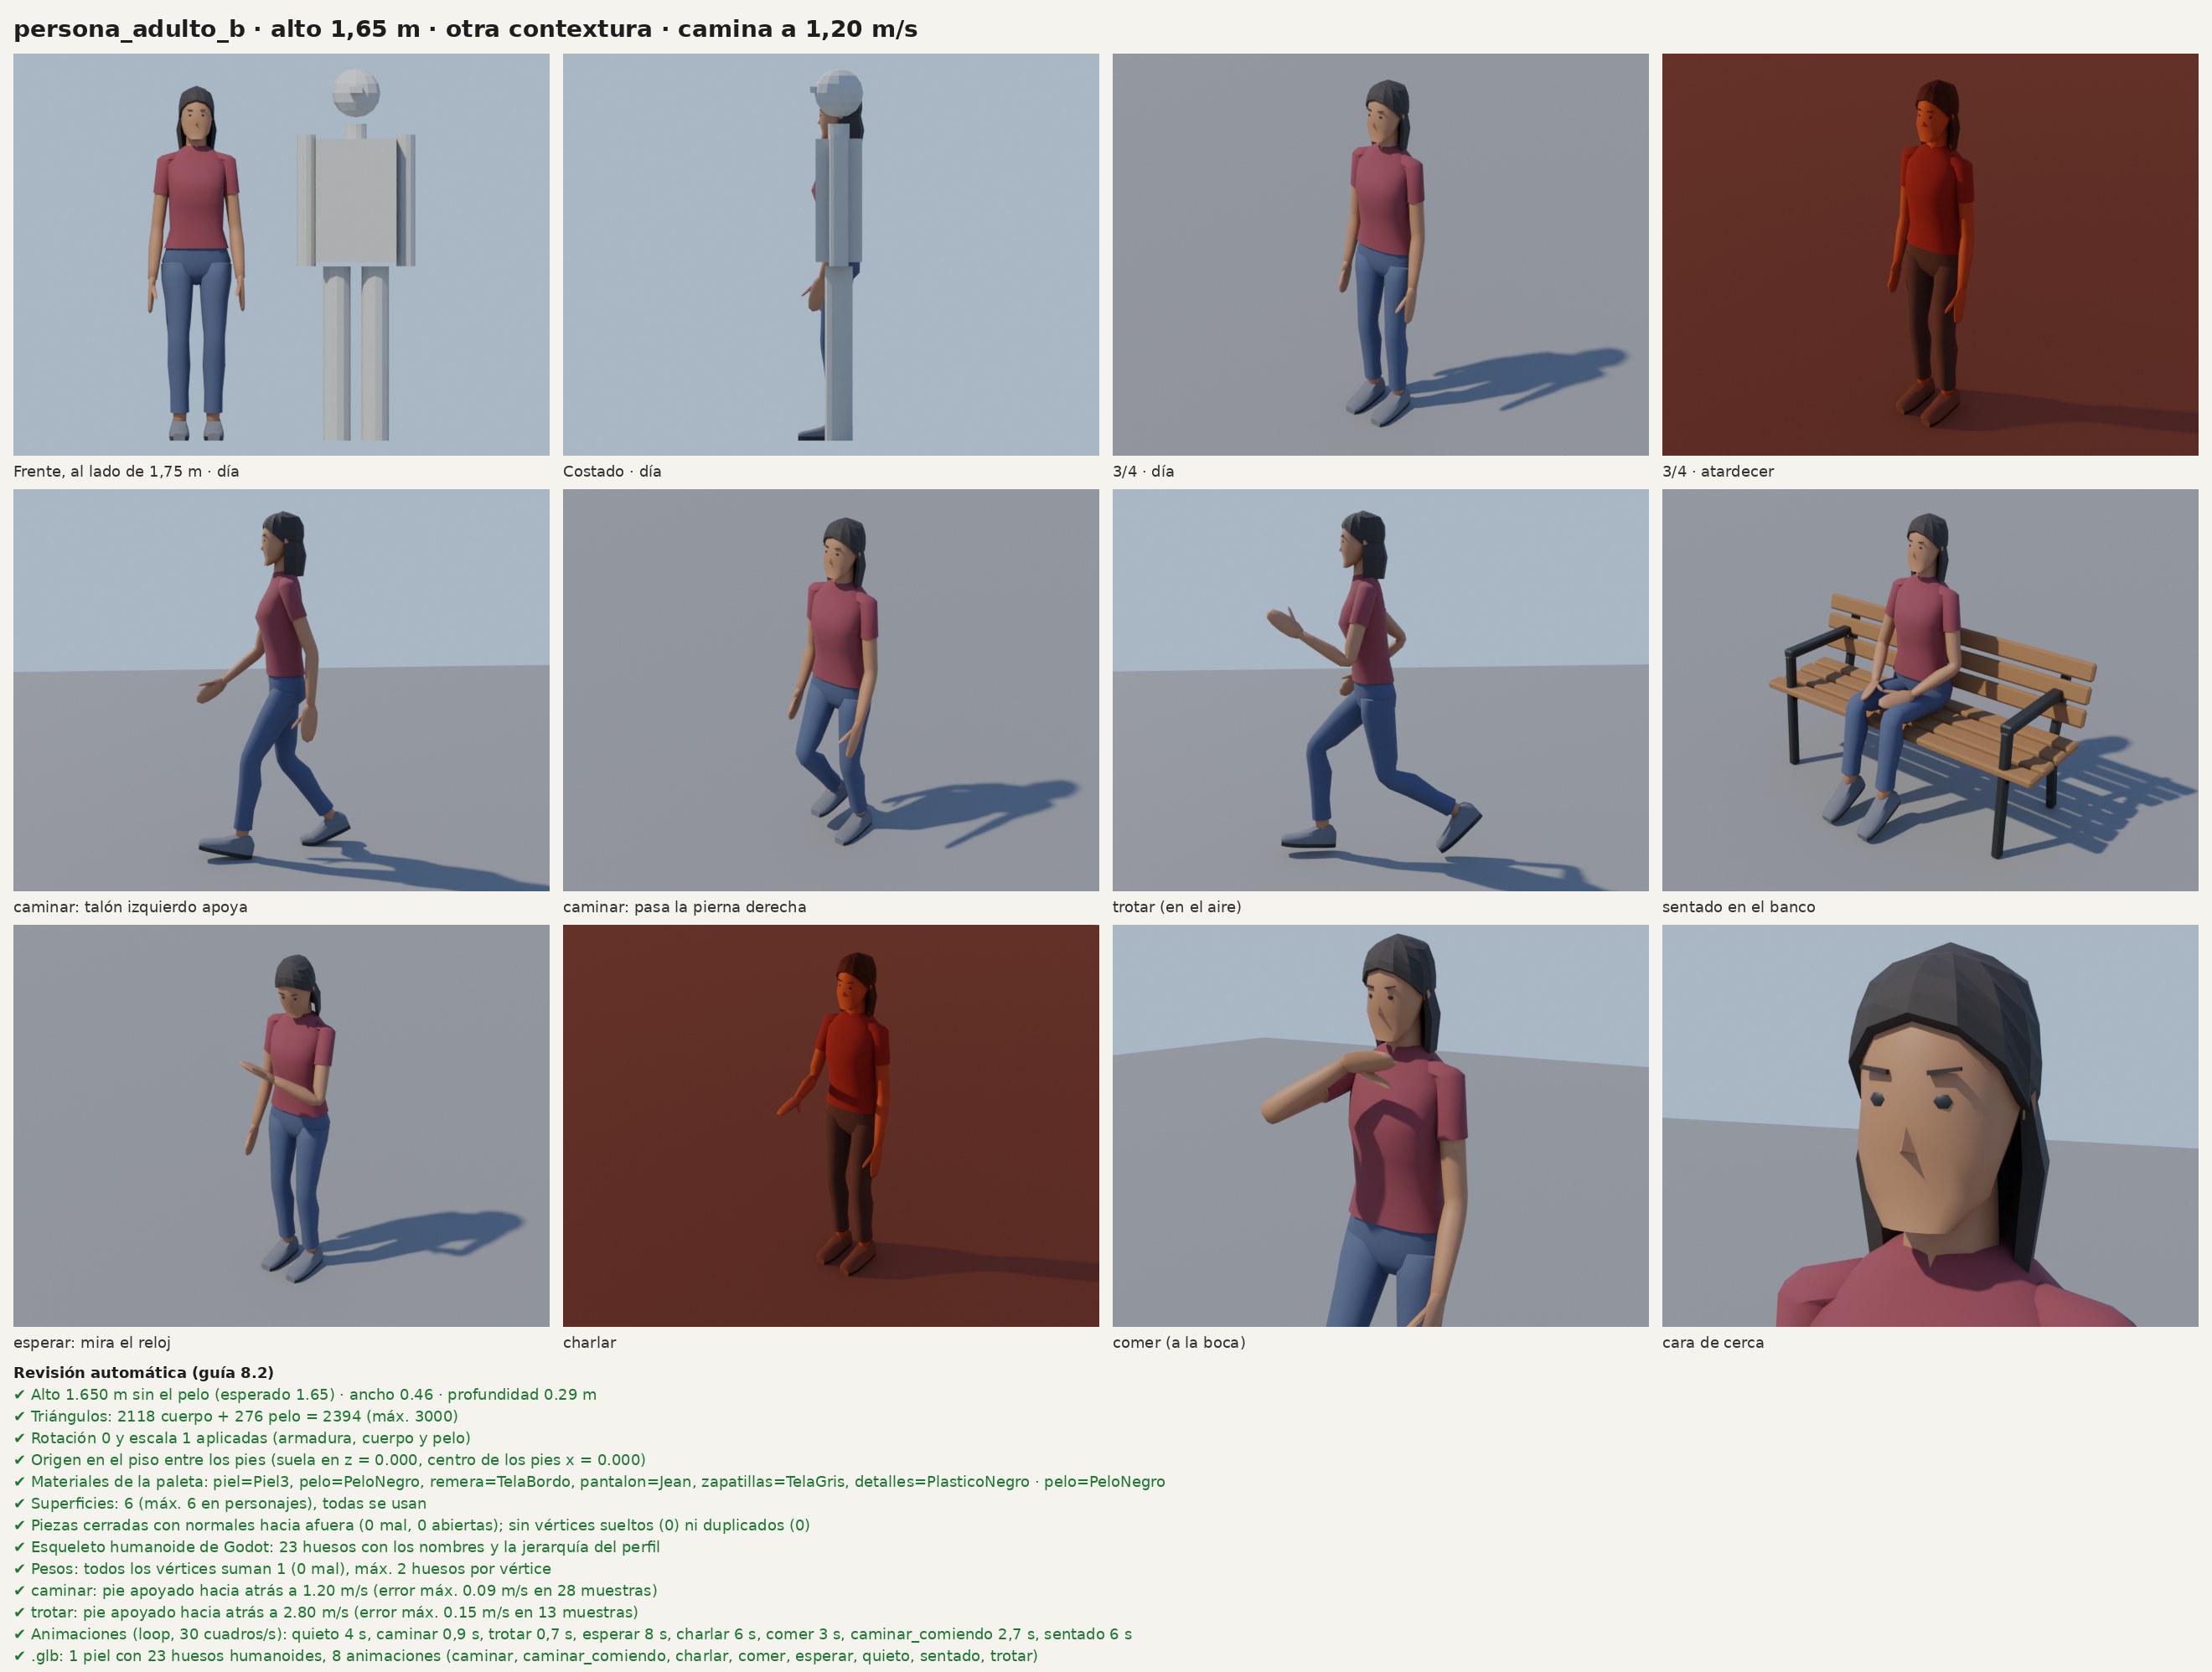 persona_adulto_b · alto 1,65 m · otra contextura · camina a 1,20 m/s
Frente, al lado de 1,75 m · día
Costado · día
3/4 · día
3/4 · atardecer
caminar: talón izquierdo apoya
caminar: pasa la pierna derecha
trotar (en el aire)
sentado en el banco
esperar: mira el reloj
charlar
comer (a la boca)
cara de cerca
Revisión automática (guía 8.2)
✔ Alto 1.650 m sin el pelo (esperado 1.65) · ancho 0.46 · profundidad 0.29 m
✔ Triángulos: 2118 cuerpo + 276 pelo = 2394 (máx. 3000)
✔ Rotación 0 y escala 1 aplicadas (armadura, cuerpo y pelo)
✔ Origen en el piso entre los pies (suela en z = 0.000, centro de los pies x = 0.000)
✔ Materiales de la paleta: piel=Piel3, pelo=PeloNegro, remera=TelaBordo, pantalon=Jean, zapatillas=TelaGris, detalles=PlasticoNegro · pelo=PeloNegro
✔ Superficies: 6 (máx. 6 en personajes), todas se usan
✔ Piezas cerradas con normales hacia afuera (0 mal, 0 abiertas); sin vértices sueltos (0) ni duplicados (0)
✔ Esqueleto humanoide de Godot: 23 huesos con los nombres y la jerarquía del perfil
✔ Pesos: todos los vértices suman 1 (0 mal), máx. 2 huesos por vértice
✔ caminar: pie apoyado hacia atrás a 1.20 m/s (error máx. 0.09 m/s en 28 muestras)
✔ trotar: pie apoyado hacia atrás a 2.80 m/s (error máx. 0.15 m/s en 13 muestras)
✔ Animaciones (loop, 30 cuadros/s): quieto 4 s, caminar 0,9 s, trotar 0,7 s, esperar 8 s, charlar 6 s, comer 3 s, caminar_comiendo 2,7 s, sentado 6 s
✔ .glb: 1 piel con 23 huesos humanoides, 8 animaciones (caminar, caminar_comiendo, charlar, comer, esperar, quieto, sentado, trotar)